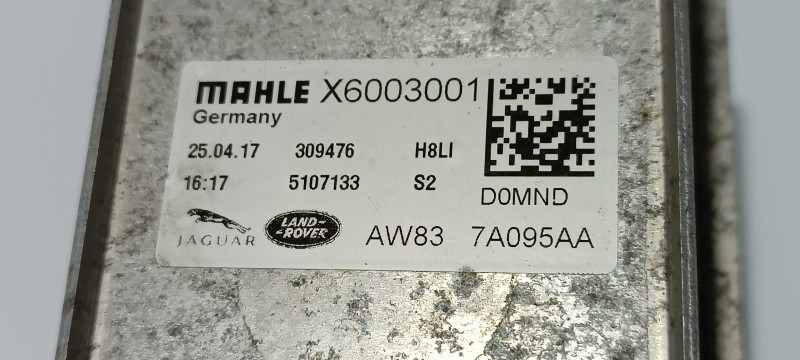 MAHLE X6003001
Germany
25.04.17 309476 H8LI
16:17 5107133 S2
D0MND
JAGUAR LAND-ROVER AW83 7A095AA